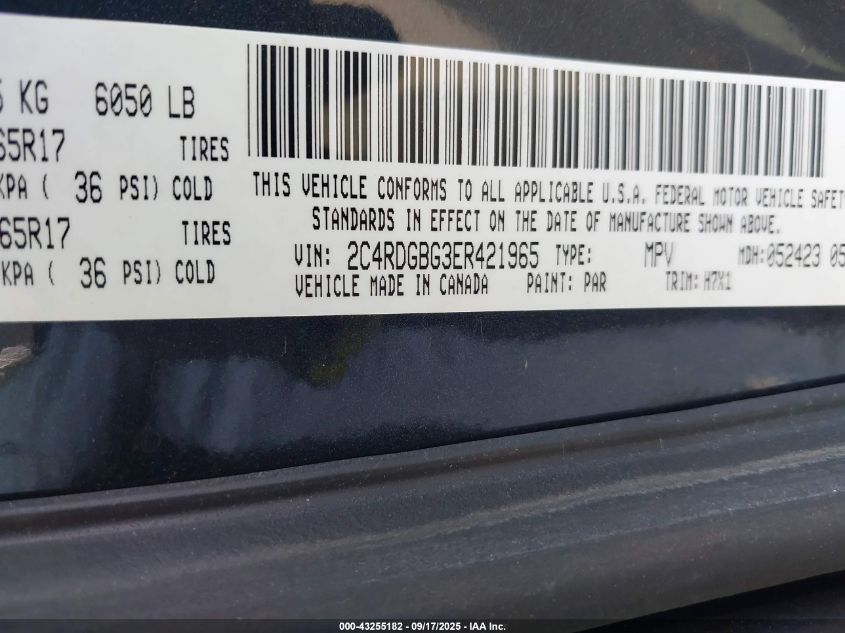 5 KG 6050 LB
65R17 TIRES
KPA ( 36 PSI) COLD
65R17 TIRES
KPA ( 36 PSI) COLD
THIS VEHICLE CONFORMS TO ALL APPLICABLE U.S.A. FEDERAL MOTOR VEHICLE SAFETY
STANDARDS IN EFFECT ON THE DATE OF MANUFACTURE SHOWN ABOVE.
VIN: 2C4RDGBG3ER421965 TYPE: MPV MDH:052423 05
VEHICLE MADE IN CANADA PAINT: PAR TRIM: H7X1
000-43255182 - 09/17/2025 - IAA Inc.